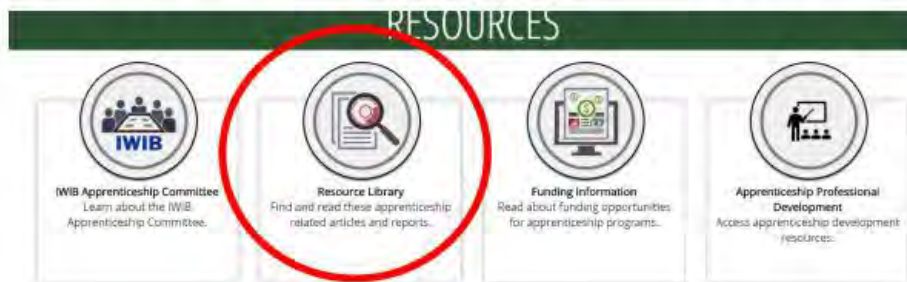 RESOURCES
IWIB
IWIB Apprenticeship Committee
Learn about the IWIB
Apprenticeship Committee.
Resource Library
Find and read these apprenticeship
related articles and reports.
Funding Information
Read about funding opportunities
for apprenticeship programs.
Apprenticeship Professional
Development
Access apprenticeship development
resources.